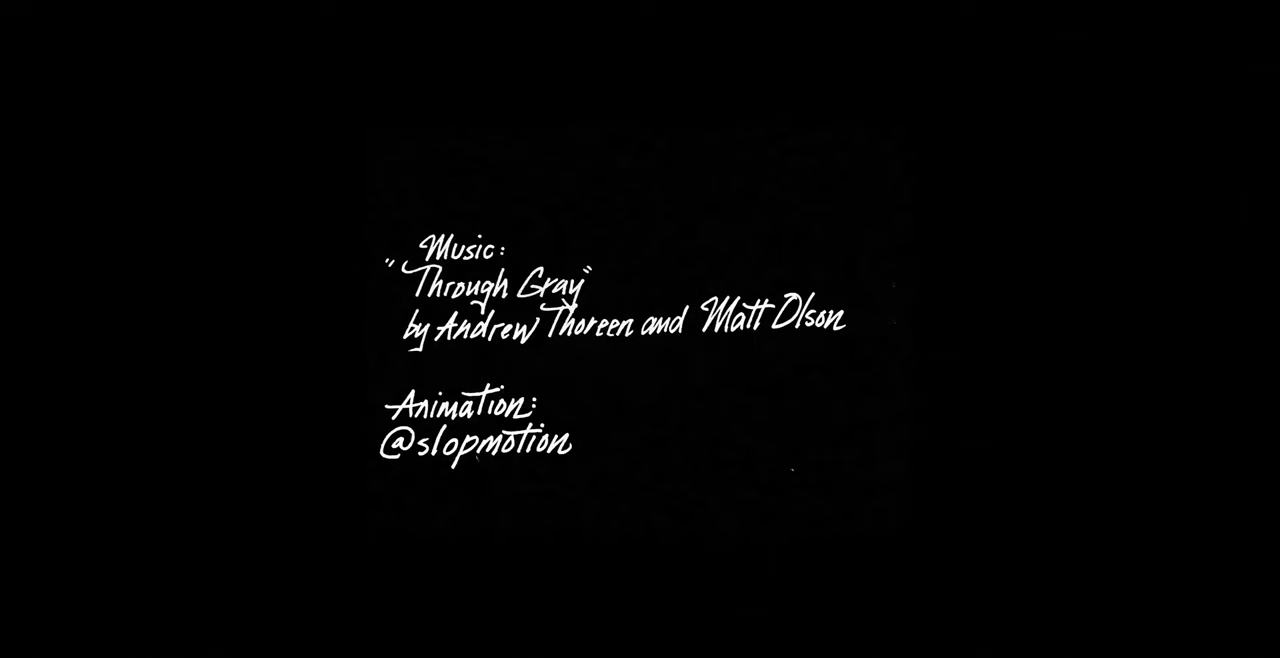 Music:
"Through Gray"
by Andrew Thoreen and Matt Olson
Animation:
@slopmotion